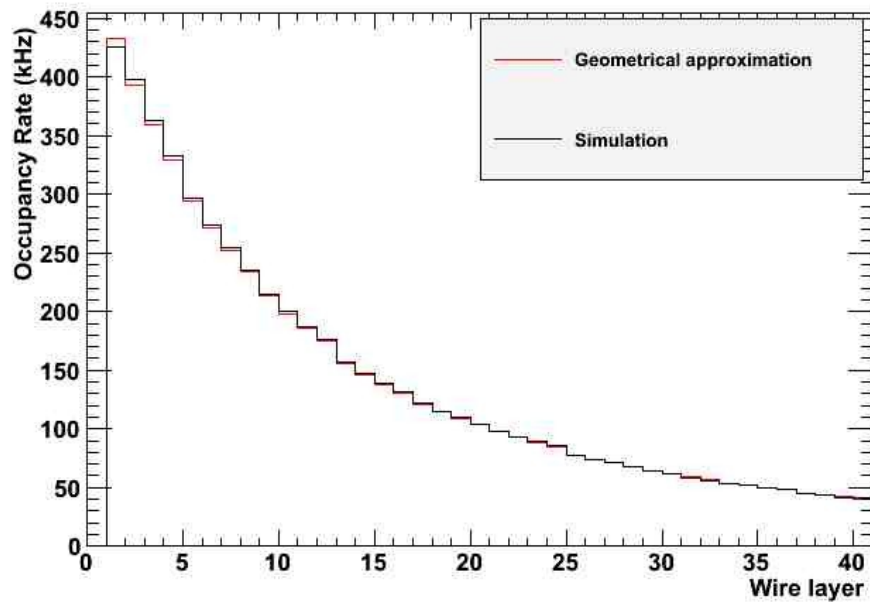 Occupancy Rate (kHz)
450
400
350
300
250
200
150
100
50
0
Geometrical approximation
Simulation
0 5 10 15 20 25 30 35 40
Wire layer